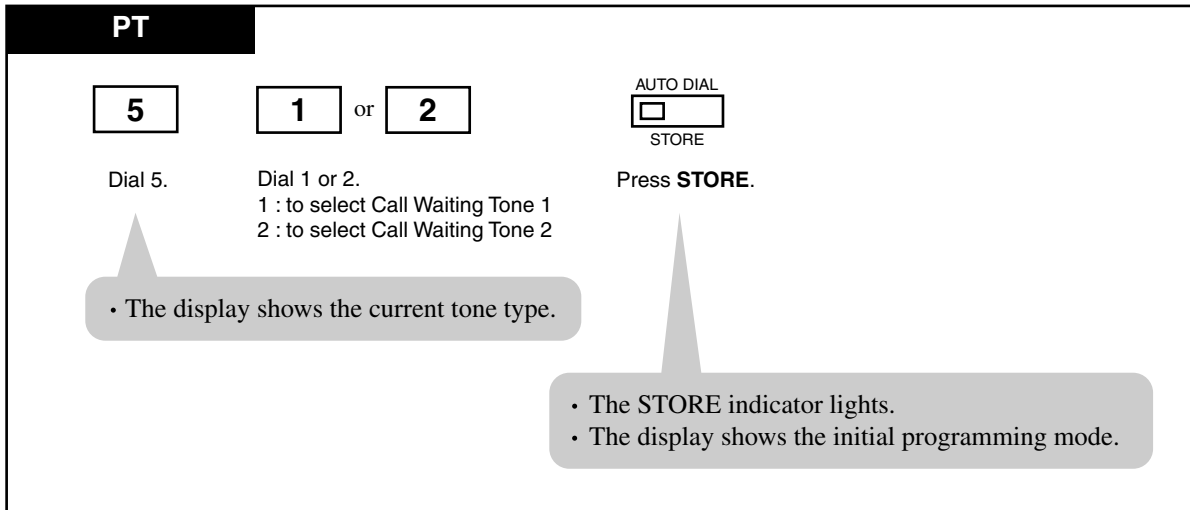 PT
5 1 or 2
AUTO DIAL
STORE
Dial 5.
Dial 1 or 2.
1 : to select Call Waiting Tone 1
2 : to select Call Waiting Tone 2
Press STORE.
• The display shows the current tone type.
• The STORE indicator lights.
• The display shows the initial programming mode.